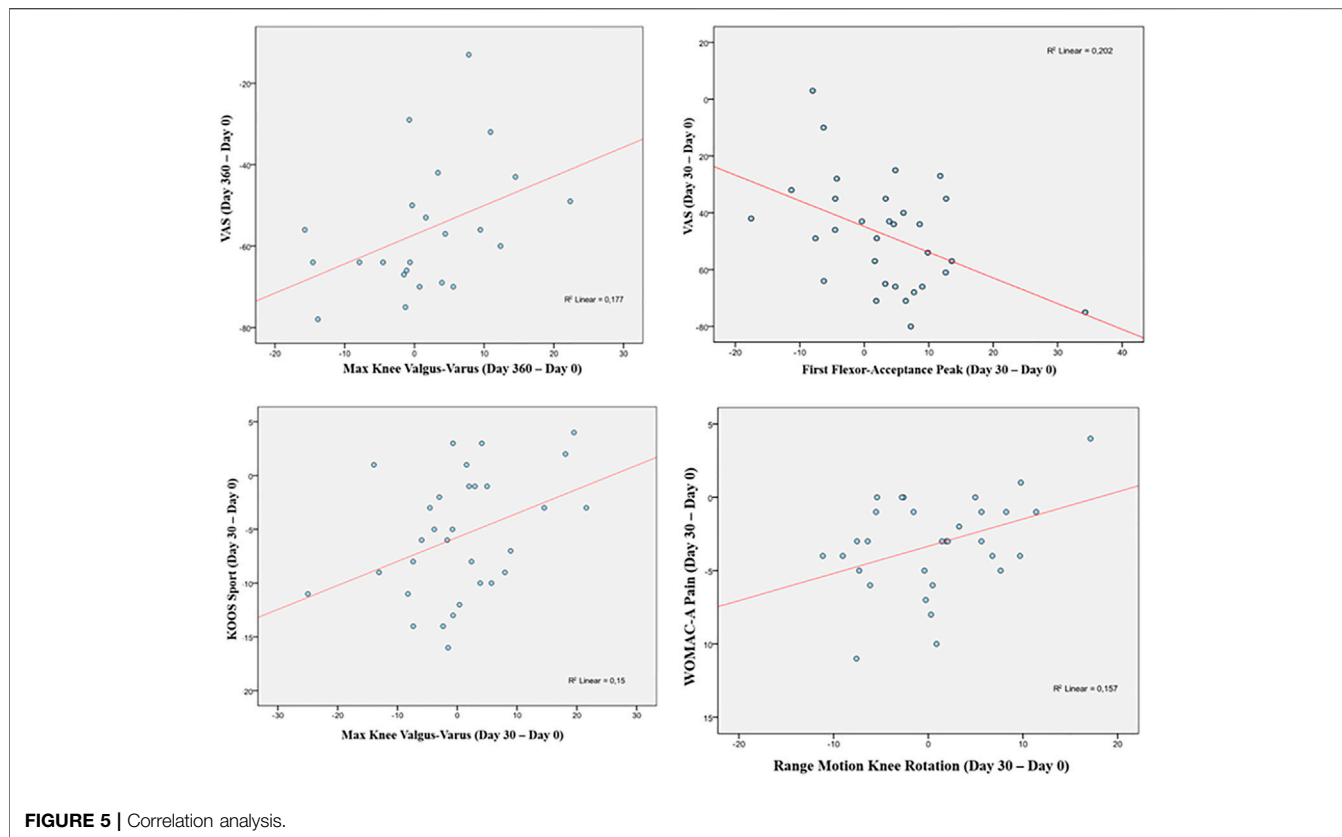 -20
-40
-60
-80
VAS (Day 360 – Day 0)
R² Linear = 0,177
-20 -10 0 10 20 30
Max Knee Valgus-Varus (Day 360 – Day 0)
20
0
20
40
60
-80
VAS (Day 30 – Day 0)
R² Linear = 0,202
-20 -10 0 10 20 30 40
First Flexor-Acceptance Peak (Day 30 – Day 0)
5
0
-5
-10
-15
20
KOOS Sport (Day 30 – Day 0)
R² Linear = 0,15
-30 -20 -10 0 10 20 30
Max Knee Valgus-Varus (Day 30 – Day 0)
5
0
-5
10
15
WOMAC-A Pain (Day 30 – Day 0)
R² Linear = 0,157
-20 -10 0 10 20
Range Motion Knee Rotation (Day 30 – Day 0)
FIGURE 5 | Correlation analysis.